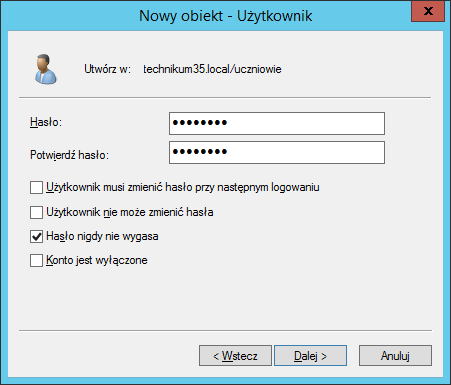 Nowy obiekt - Użytkownik
x
Utwórz w: technikum35.local/uczniowie
Hasło: ●●●●●●●●
Potwierdź hasło: ●●●●●●●●
Użytkownik musi zmienić hasło przy następnym logowaniu
Użytkownik nie może zmienić hasła
Hasło nigdy nie wygasa
Konto jest wyłączone
< Wstecz Dalej > Anuluj